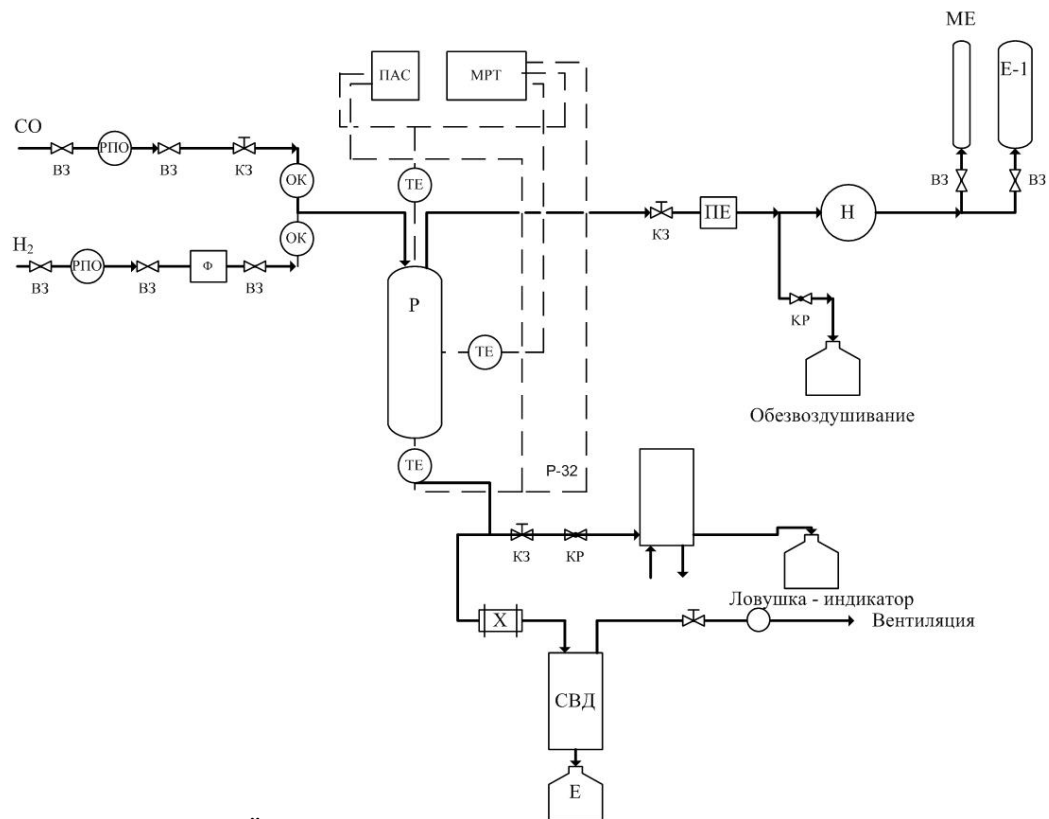 МЕ
ПАС
МРТ
Е-1
СО
РПО
ВЗ
ВЗ
КЗ
ОК
ТЕ
ВЗ
ВЗ
ОК
КЗ
ПЕ
Н
H₂
РПО
Ф
ВЗ
ВЗ
ВЗ
Р
КР
ТЕ
Обезвоздушивание
ТЕ
Р-32
КЗ
КР
Ловушка - индикатор
Х
Вентиляция
СВД
Е